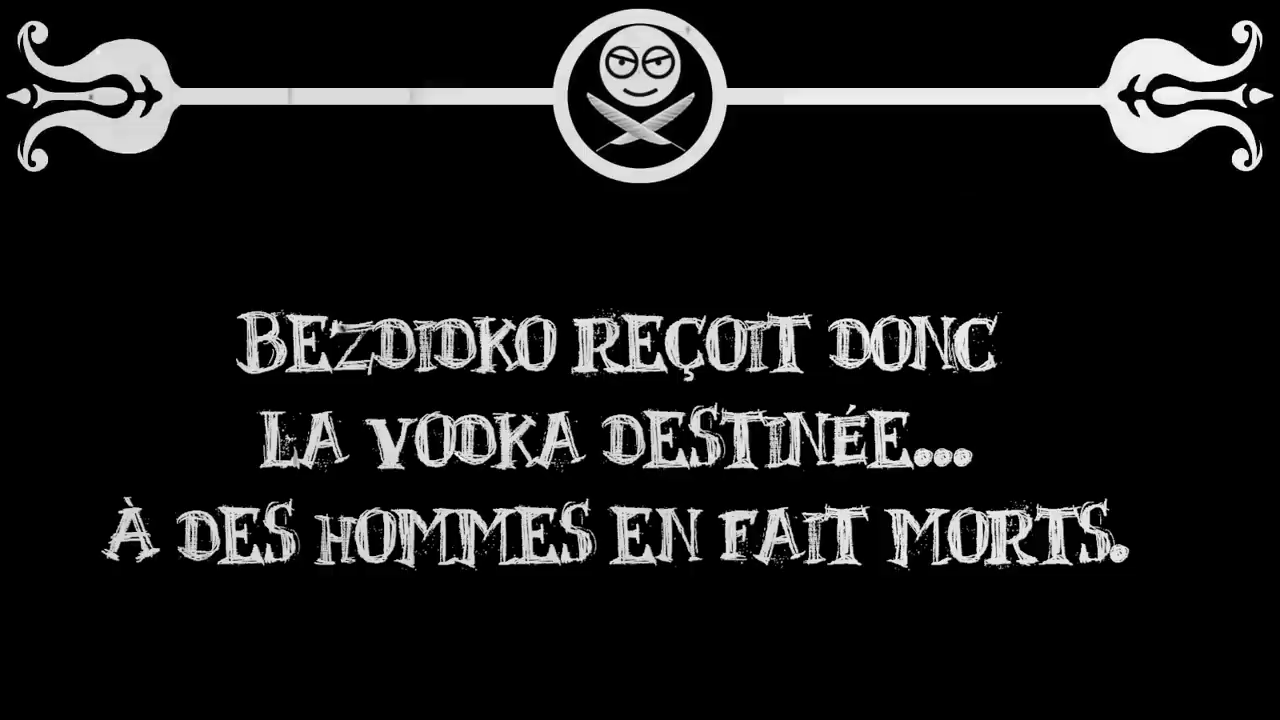 BEZDIDKO REÇOIT DONC
LA VODKA DESTINÉE...
À DES HOMMES EN FAIT MORTS.